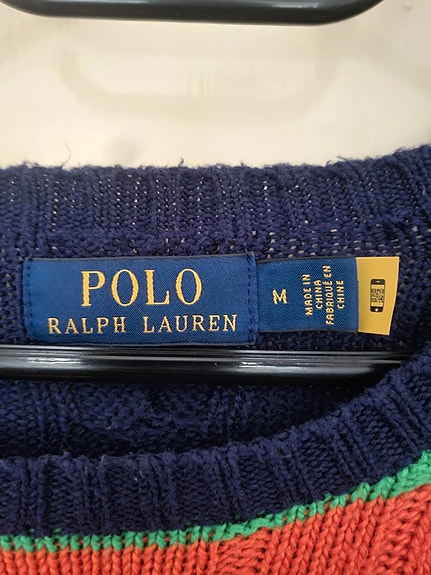 POLO
RALPH LAUREN
M
MADE IN
CHINA
FABRIQUÉ EN
CHINE